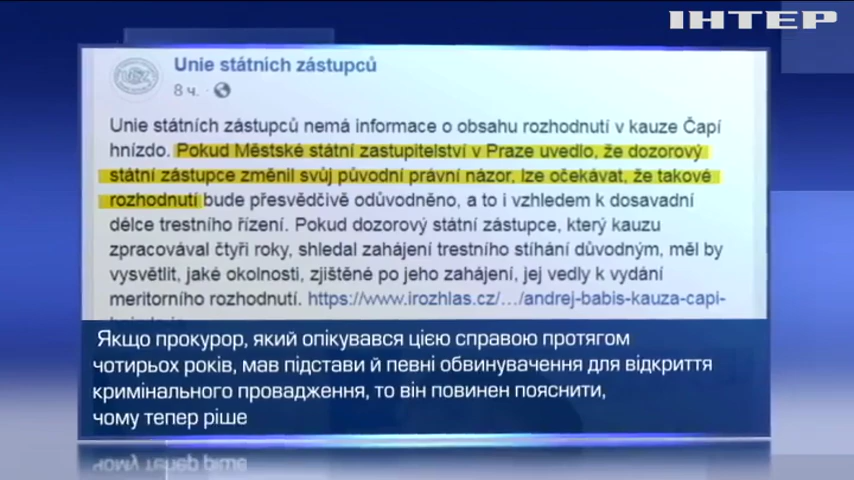 ІНТЕР
Unie státních zástupců
8 ч. ·
Unie státních zástupců nemá informace o obsahu rozhodnutí v kauze Čapí
hnízdo. Pokud Městské státní zastupitelství v Praze uvedlo, že dozorový
státní zástupce změnil svůj původní právní názor, lze očekávat, že takové
rozhodnutí bude přesvědčivě odůvodněno, a to i vzhledem k dosavadní
délce trestního řízení. Pokud dozorový státní zástupce, který kauzu
zpracovával čtyři roky, shledal zahájení trestního stíhání důvodným, měl by
vysvětlit, jaké okolnosti, zjištěné po jeho zahájení, jej vedly k vydání
meritorního rozhodnutí. https://www.irozhlas.cz/…/andrej-babis-kauza-capi-
Якщо прокурор, який опікувався цією справою протягом
чотирьох років, мав підстави й певні обвинувачення для відкриття
кримінального провадження, то він повинен пояснити,
чому тепер ріше